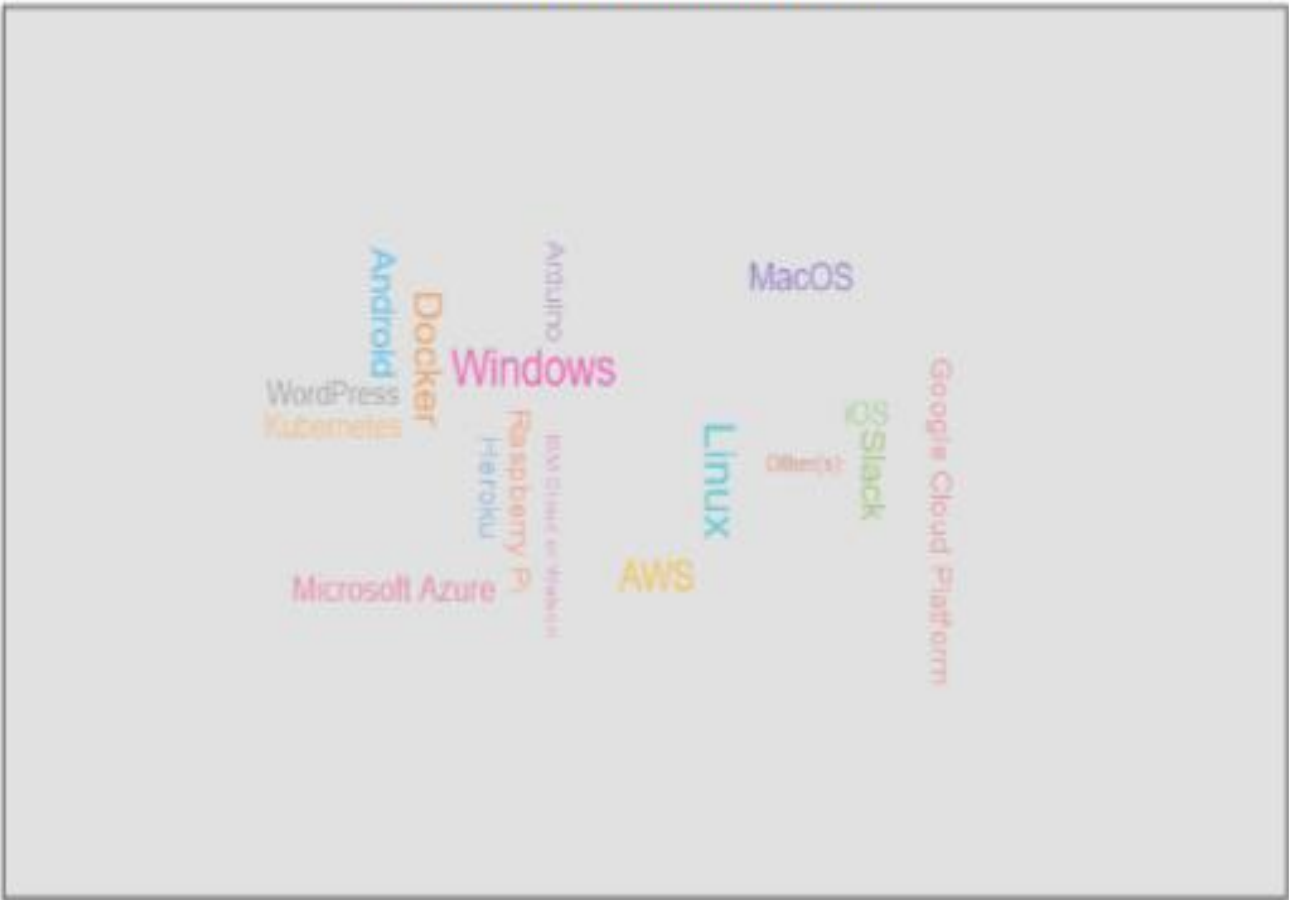 Android
Arduino
MacOS
Docker
Windows
WordPress
Kubernetes
Google Cloud Platform
iOS
Raspberry Pi
Linux
Slack
Heroku
Other(s):
AWS
Microsoft Azure